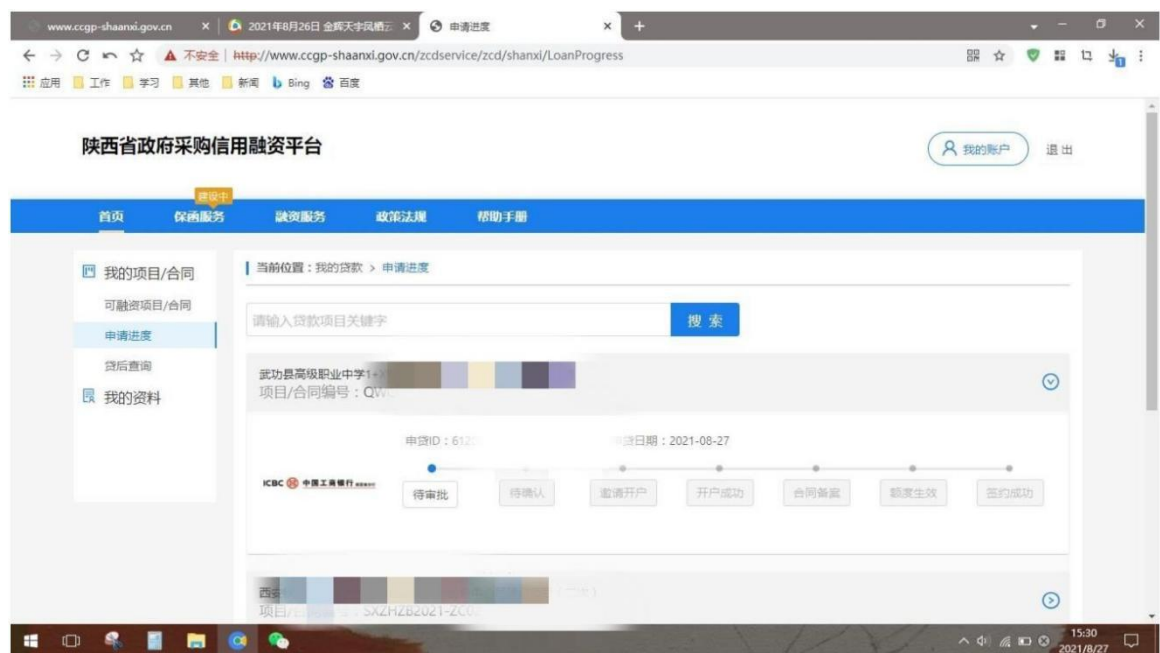 www.ccgp-shaanxi.gov.cn
2021年8月26日 金辉天宇凤栖云
申请进度
不安全 | http://www.ccgp-shaanxi.gov.cn/zcdservice/zcd/shanxi/LoanProgress
应用 工作 学习 其他 新闻 Bing 百度
陕西省政府采购信用融资平台
我的账户 退出
建设中
首页 保函服务 融资服务 政策法规 帮助手册
我的项目/合同
可融资项目/合同
申请进度
贷后查询
我的资料
当前位置：我的贷款 > 申请进度
请输入贷款项目关键字
搜索
武功县高级职业中学1+
项目/合同编号：QW
申贷ID：612
申贷日期：2021-08-27
ICBC 中国工商银行
待审批 待确认 邀请开户 开户成功 合同备案 额度生效 签约成功
项目/
SXZHZB2021-ZC
15:30
2021/8/27